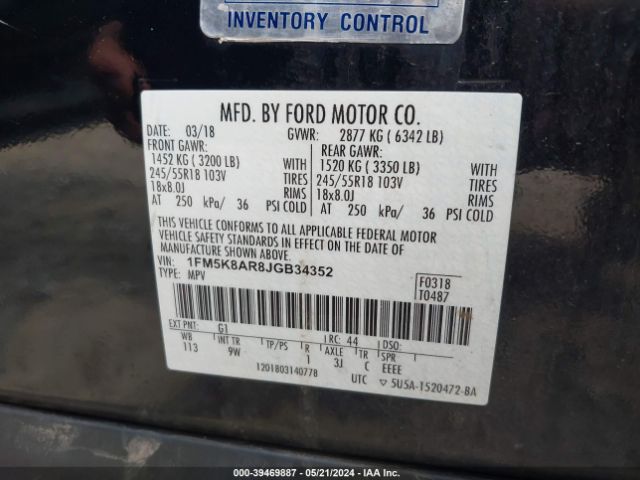 INVENTORY CONTROL
MFD. BY FORD MOTOR CO.
DATE: 03/18 GVWR: 2877 KG ( 6342 LB)
FRONT GAWR: REAR GAWR:
1452 KG ( 3200 LB) WITH 1520 KG ( 3350 LB) WITH
245/55R18 103V TIRES 245/55R18 103V TIRES
18x8.0J RIMS 18x8.0J RIMS
AT 250 kPa/ 36 PSI COLD AT 250 kPa/ 36 PSI COLD
THIS VEHICLE CONFORMS TO ALL APPLICABLE FEDERAL MOTOR
VEHICLE SAFETY STANDARDS IN EFFECT ON THE DATE OF
MANUFACTURE SHOWN ABOVE.
VIN: 1FM5K8AR8JGB34352
TYPE: MPV
F0318
T0487
EXT PNT: G1 RC: 44 DSO:
WB INT TR TP/PS R AXLE TR SPR
113 9W 1 3J C EEEE
1201803140778 UTC 5U5A-1520472-BA
000-39469887 - 05/21/2024 - IAA Inc.